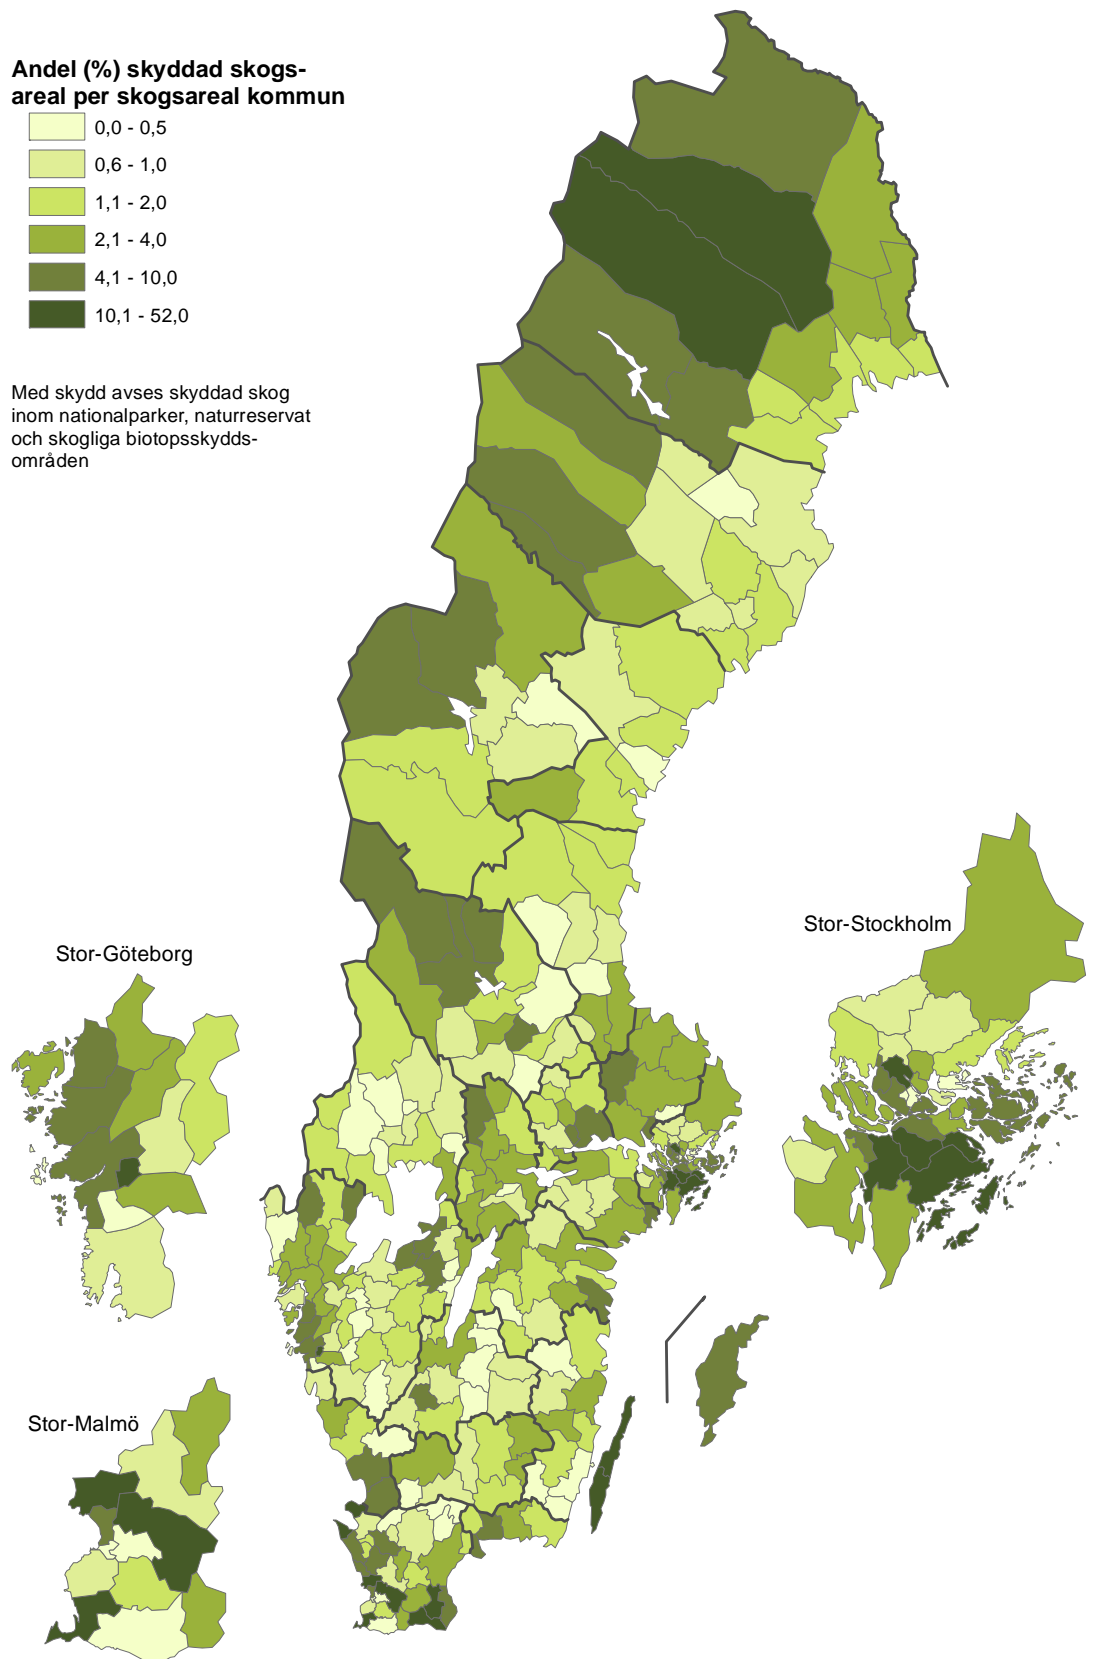 Andel (%) skyddad skogs-
areal per skogsareal kommun
0,0 - 0,5
0,6 - 1,0
1,1 - 2,0
2,1 - 4,0
4,1 - 10,0
10,1 - 52,0
Med skydd avses skyddad skog
inom nationalparker, naturreservat
och skogliga biotopsskydds-
områden
Stor-Göteborg
Stor-Stockholm
Stor-Malmö